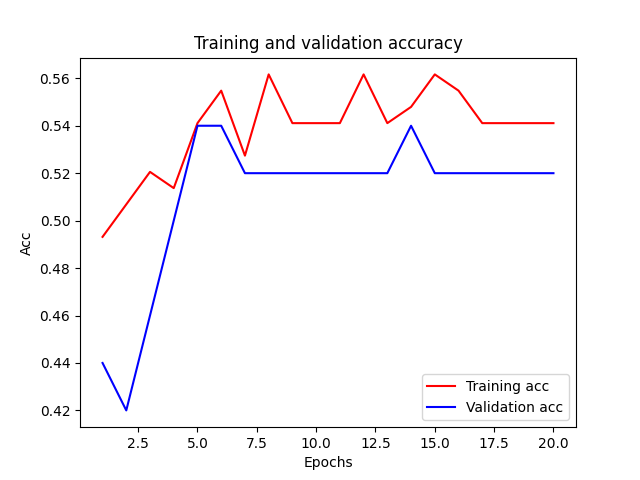 Training and validation accuracy
0.56
0.54
0.52
0.50
0.48
0.46
0.44
0.42
Acc
Training acc
Validation acc
2.5 5.0 7.5 10.0 12.5 15.0 17.5 20.0
Epochs